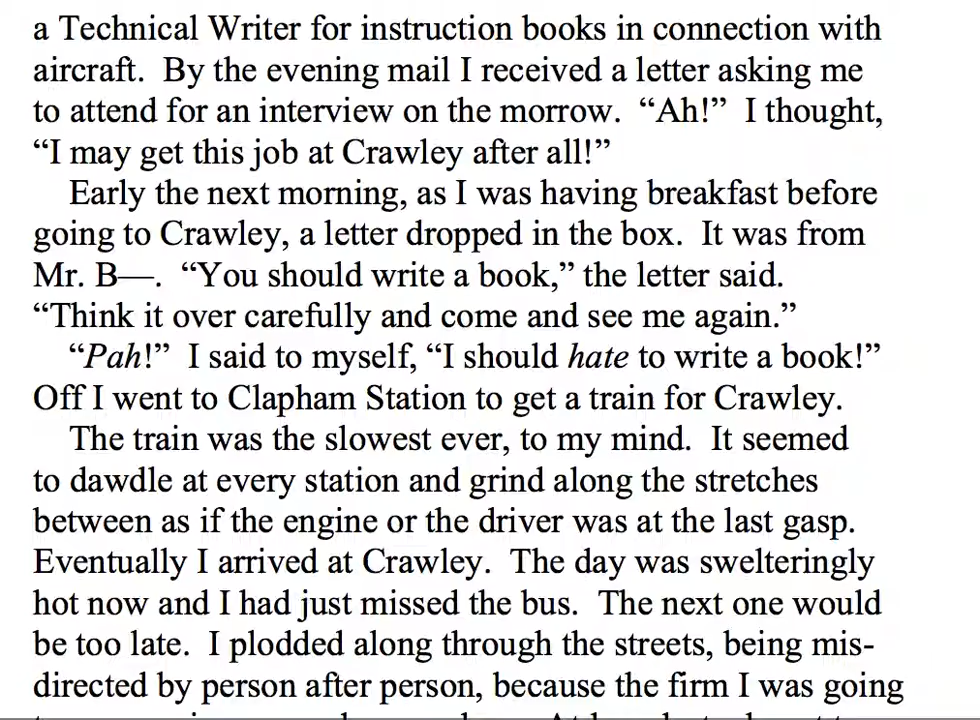 a Technical Writer for instruction books in connection with
aircraft.  By the evening mail I received a letter asking me
to attend for an interview on the morrow.  “Ah!”  I thought,
“I may get this job at Crawley after all!”
Early the next morning, as I was having breakfast before
going to Crawley, a letter dropped in the box.  It was from
Mr. B—.  “You should write a book,” the letter said.
“Think it over carefully and come and see me again.”
“Pah!”  I said to myself, “I should hate to write a book!”
Off I went to Clapham Station to get a train for Crawley.
The train was the slowest ever, to my mind.  It seemed
to dawdle at every station and grind along the stretches
between as if the engine or the driver was at the last gasp.
Eventually I arrived at Crawley.  The day was swelteringly
hot now and I had just missed the bus.  The next one would
be too late.  I plodded along through the streets, being mis-
directed by person after person, because the firm I was going